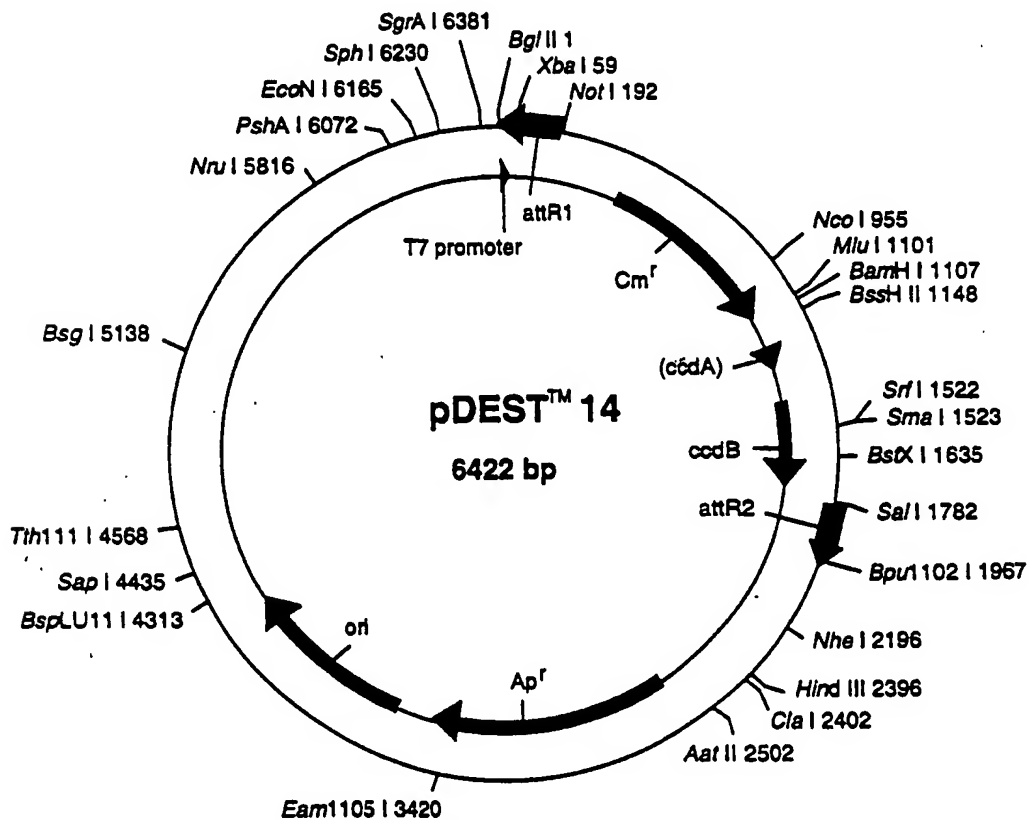 SgrA I 6381
Bgl II 1
Sph I 6230
Xba I 59
EcoN I 6165
Not I 192
PshA I 6072
Nru I 5816
attR1
T7 promoter
Nco I 955
Mlu I 1101
Cmʳ
BamH I 1107
BssH II 1148
Bsg I 5138
(ccdA)
pDEST™ 14
Srf I 1522
Sma I 1523
ccdB
BstX I 1635
6422 bp
attR2
Sal I 1782
Tth111 I 4568
Bpu1102 I 1967
Sap I 4435
BspLU11 I 4313
ori
Nhe I 2196
Apʳ
Hind III 2396
Cla I 2402
Aat II 2502
Eam1105 I 3420